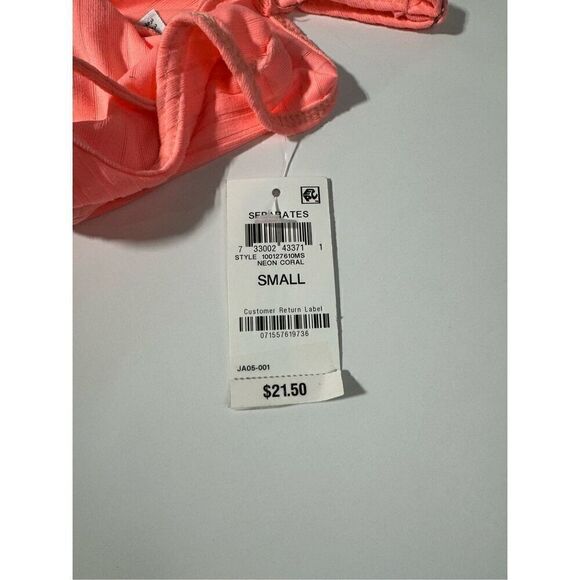 SEPARATES
7 33002 43371 1
STYLE 100127610MS
NEON CORAL
SMALL
Customer Return Label
071557619736
JA05-001
$21.50